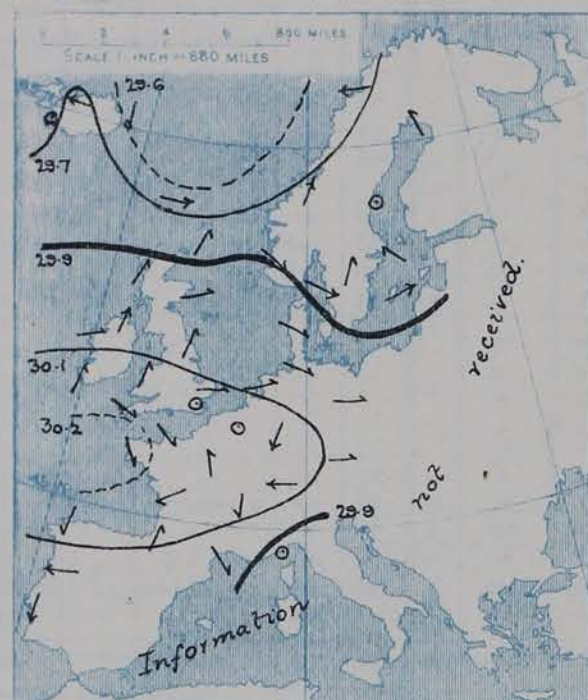 800 MILES
SCALE 1 INCH = 680 MILES
29.6
29.7
29.9
30.1
30.2
29.9
Information
not
received.